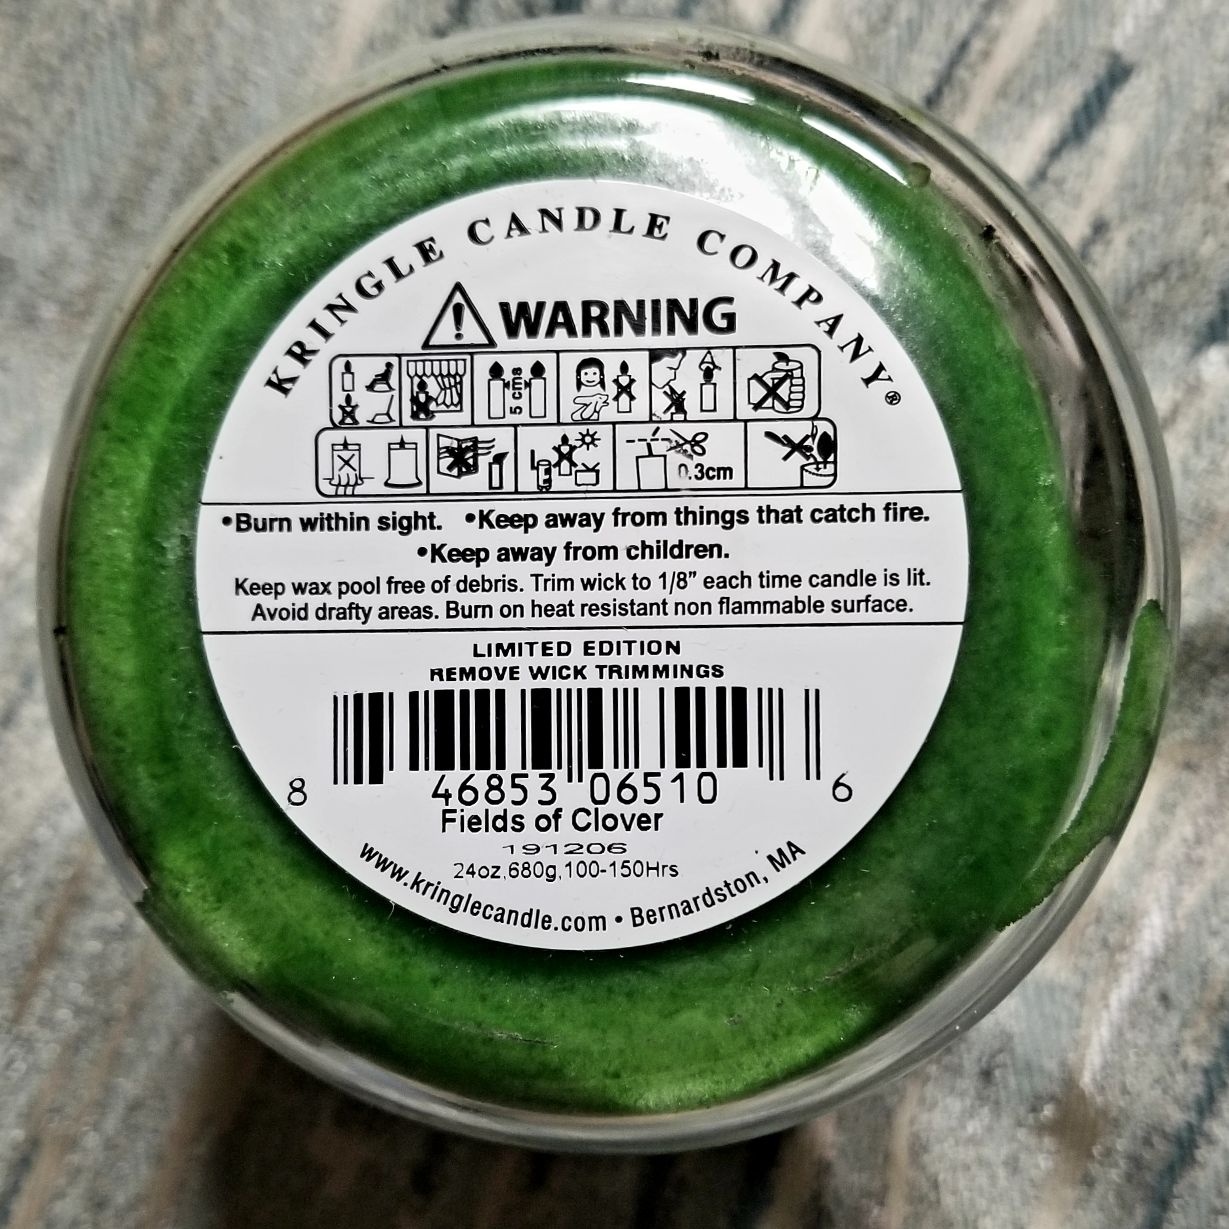 KRINGLE CANDLE COMPANY®
WARNING
5 cms
0.3cm
•Burn within sight. •Keep away from things that catch fire.
•Keep away from children.
Keep wax pool free of debris. Trim wick to 1/8” each time candle is lit.
Avoid drafty areas. Burn on heat resistant non flammable surface.
LIMITED EDITION
REMOVE WICK TRIMMINGS
8 46853 06510 6
Fields of Clover
191206
24oz,680g,100-150Hrs
www.kringlecandle.com • Bernardston, MA